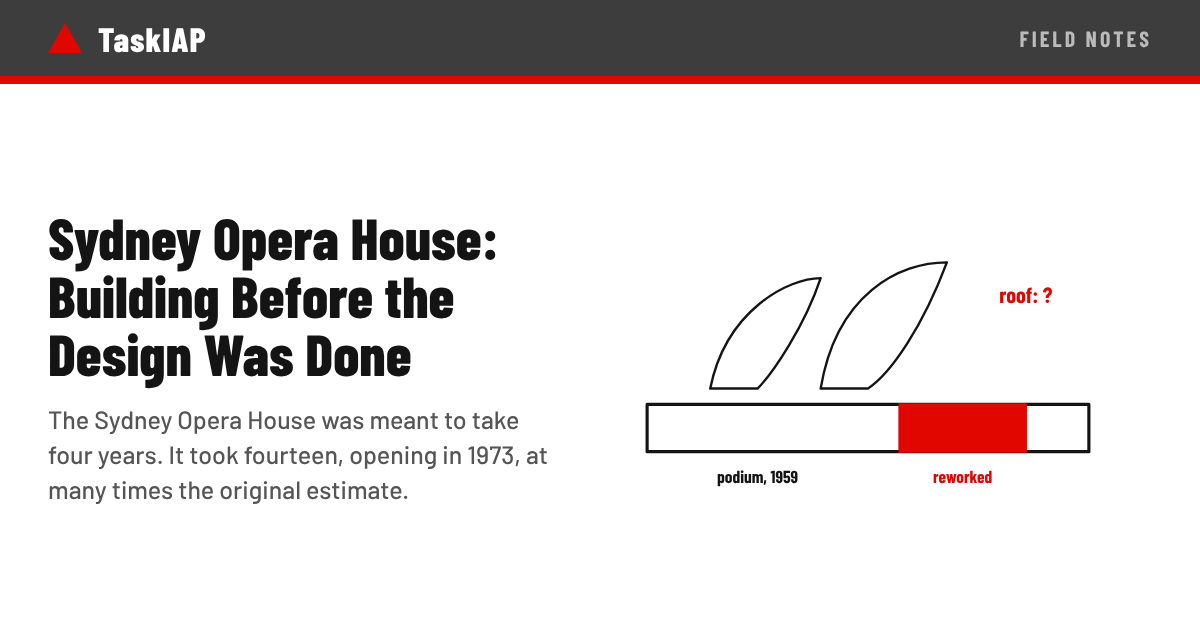 TaskIAP
FIELD NOTES
Sydney Opera House:
Building Before the
Design Was Done
The Sydney Opera House was meant to take
four years. It took fourteen, opening in 1973, at
many times the original estimate.
roof: ?
podium, 1959
reworked